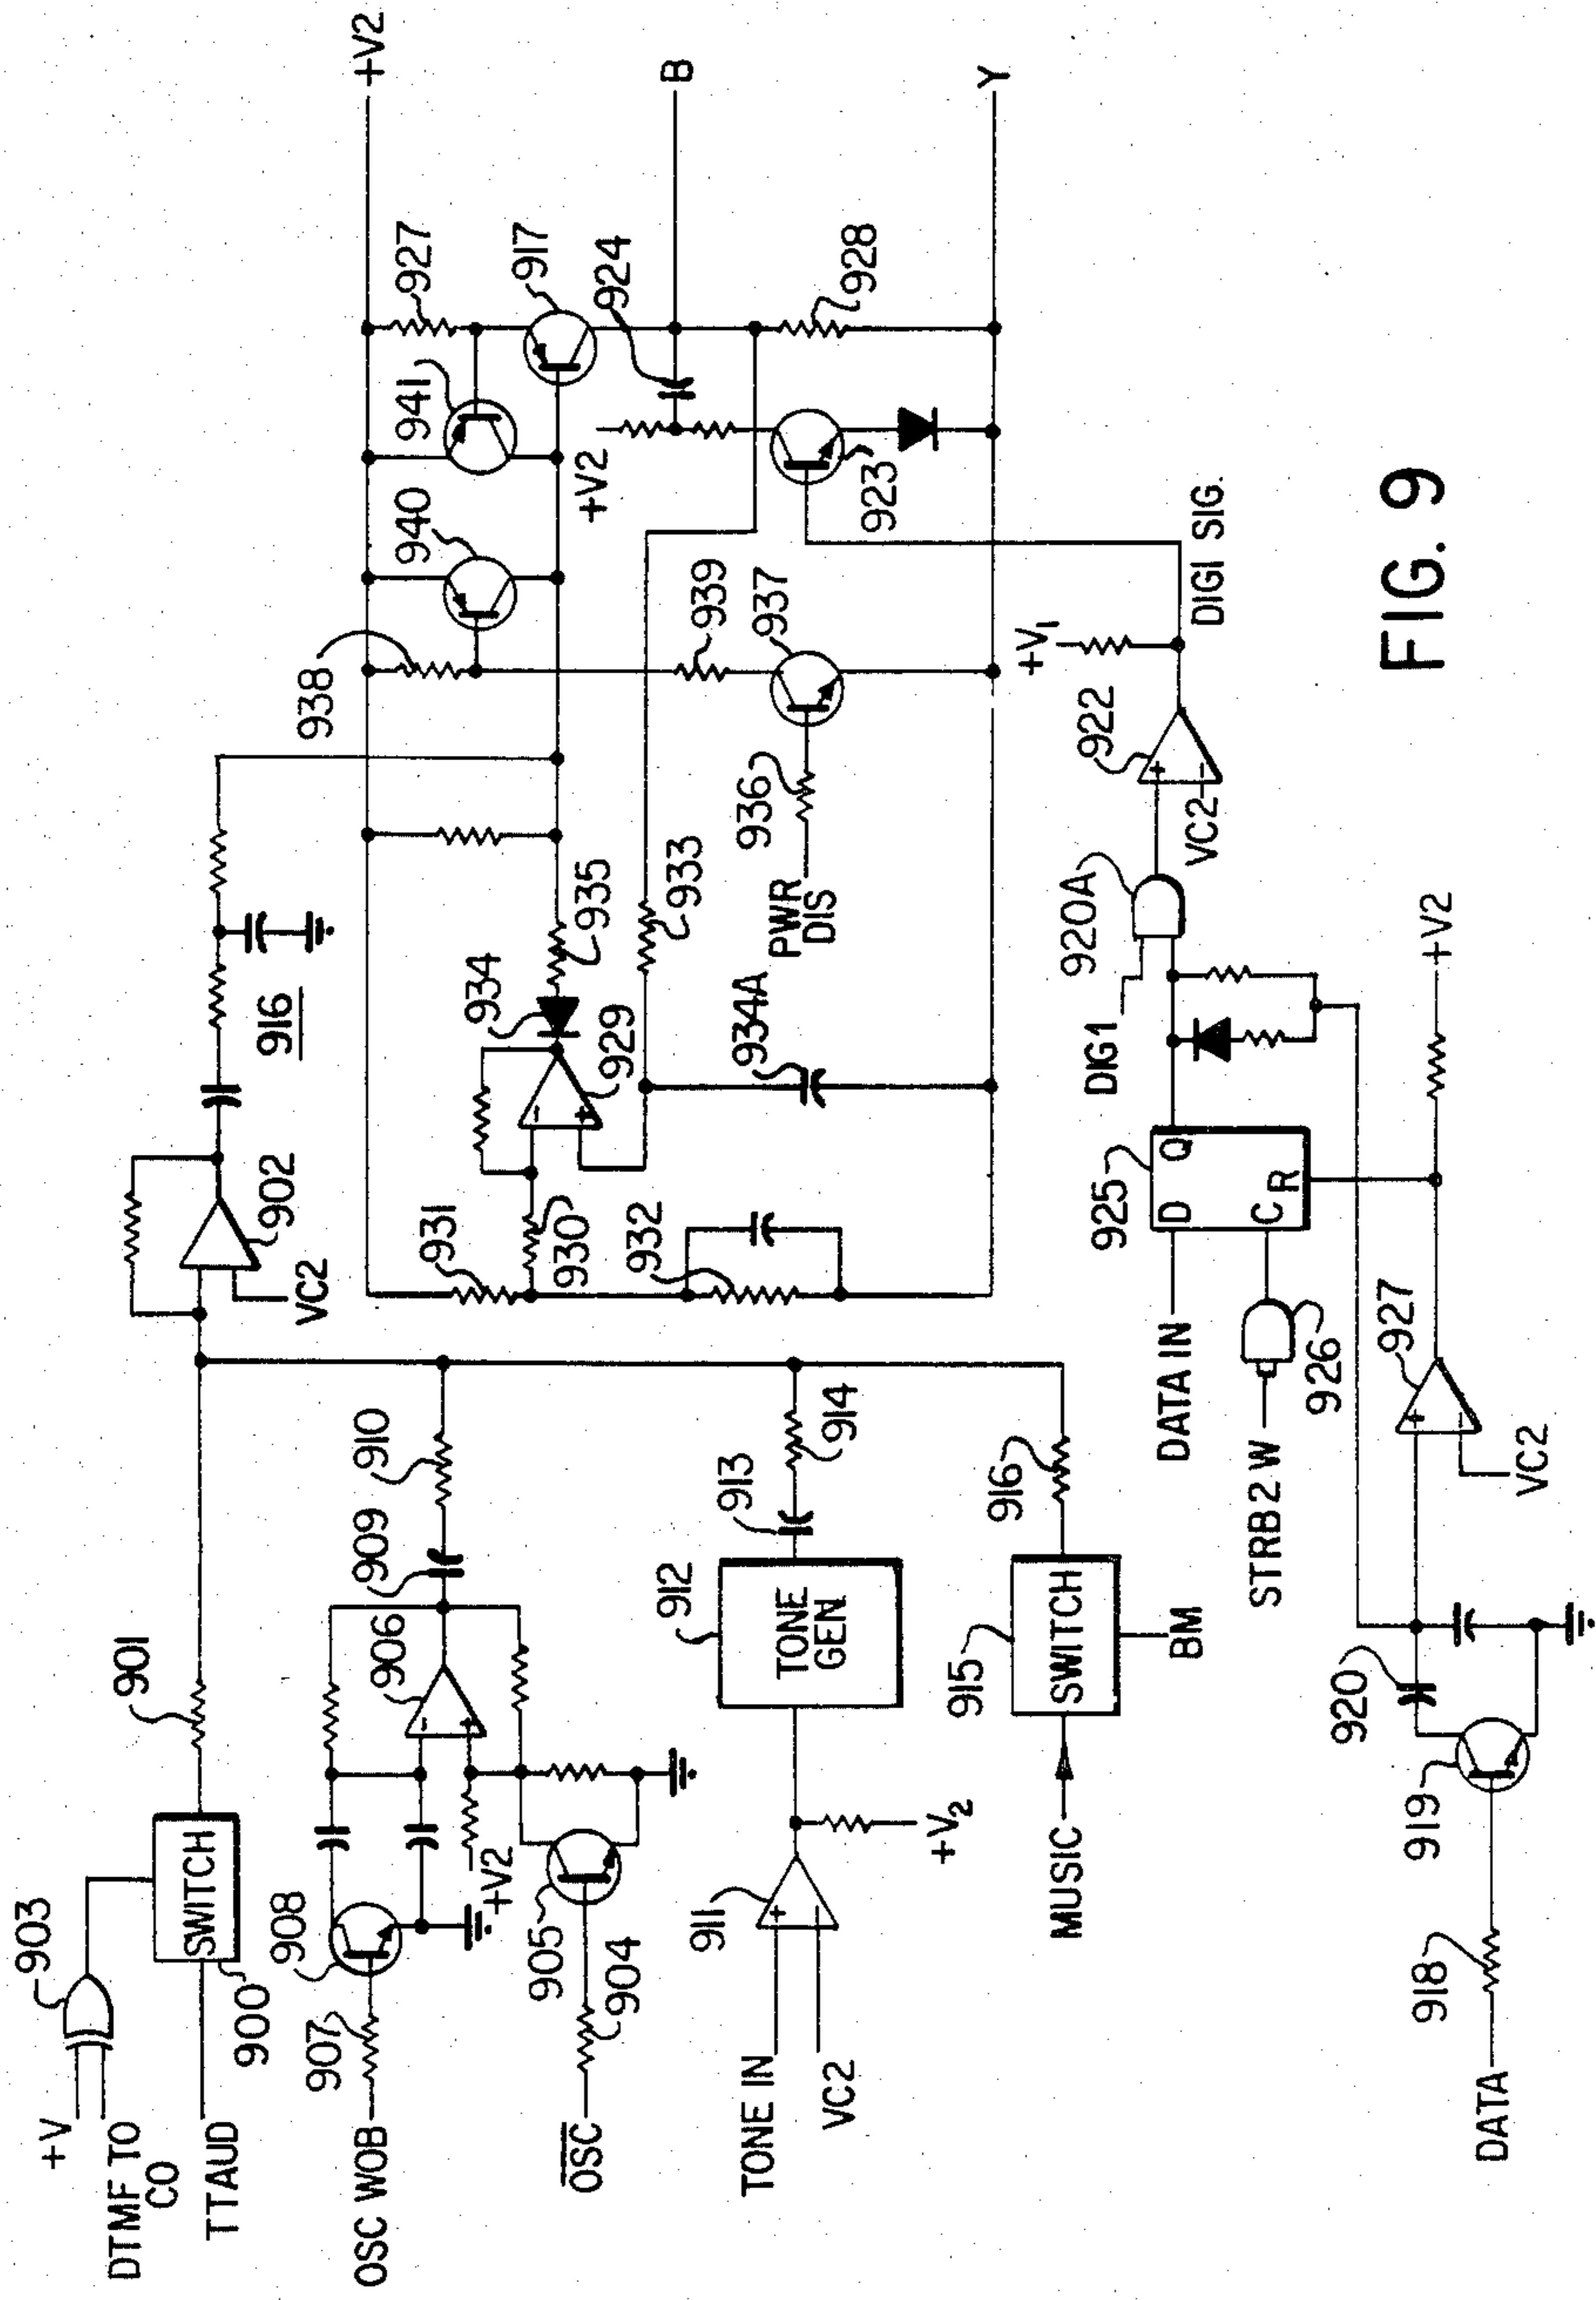 +V
DTMF TO
CO
TTAUD
903
SWITCH
900
901
OSC WOB
907
908
+V2
905
904
OSC
906
909
910
TONE IN
VC2
911
+V2
912
TONE
GEN.
913
914
MUSIC
915
SWITCH
BM
916
902
VC2
916
931
930
932
929
934
935
933
934A
938
940
941
927
917
924
+V2
939
937
936
PWR
DIS
923
928
+V2
B
Y
DATA
918
919
920
927
VC2
+V2
DATA IN
STRB2 W
926
925
D
Q
C
R
DIG1
920A
922
VC2
+V1
DIGI SIG.
FIG. 9